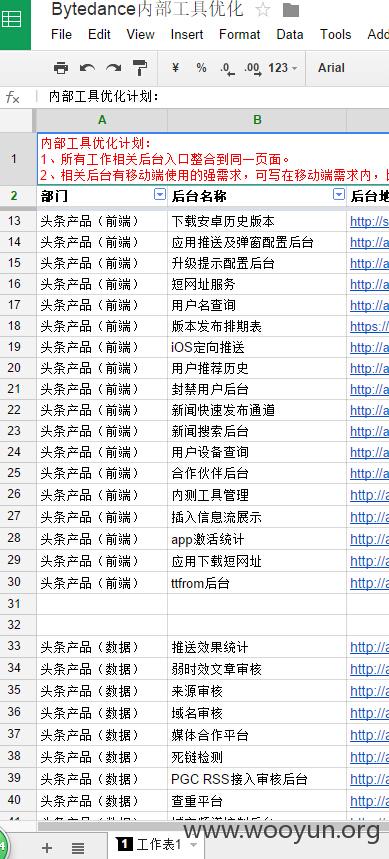 Bytedance内部工具优化
File Edit View Insert Format Data Tools Ad
¥ % .0 .00 123 Arial
fx 内部工具优化计划：
A B
1 内部工具优化计划：
1、所有工作相关后台入口整合到同一页面。
2、相关后台有移动端使用的强需求，可写在移动端需求内，
2 部门 后台名称 后台地
13 头条产品（前端） 下载安卓历史版本 http://s
14 头条产品（前端） 应用推送及弹窗配置后台 http://a
15 头条产品（前端） 升级提示配置后台 http://a
16 头条产品（前端） 短网址服务 http://a
17 头条产品（前端） 用户名查询 http://a
18 头条产品（前端） 版本发布排期表 https://
19 头条产品（前端） iOS定向推送 http://a
20 头条产品（前端） 用户推荐历史 http://a
21 头条产品（前端） 封禁用户后台 http://a
22 头条产品（前端） 新闻快速发布通道 http://a
23 头条产品（前端） 新闻搜索后台 http://a
24 头条产品（前端） 用户设备查询 http://a
25 头条产品（前端） 合作伙伴后台 http://a
26 头条产品（前端） 内测工具管理 http://a
27 头条产品（前端） 插入信息流展示 http://a
28 头条产品（前端） app激活统计 http://a
29 头条产品（前端） 应用下载短网址 http://a
30 头条产品（前端） ttfrom后台 http://a
31
32
33 头条产品（数据） 推送效果统计 http://a
34 头条产品（数据） 弱时效文章审核 http://a
35 头条产品（数据） 来源审核 http://a
36 头条产品（数据） 域名审核 http://a
37 头条产品（数据） 媒体合作平台 http://a
38 头条产品（数据） 死链检测 http://a
39 头条产品（数据） PGC RSS接入审核后台 http://a
40 头条产品（数据） 查重平台 http://a
www.wooyun.org
1 工作表1